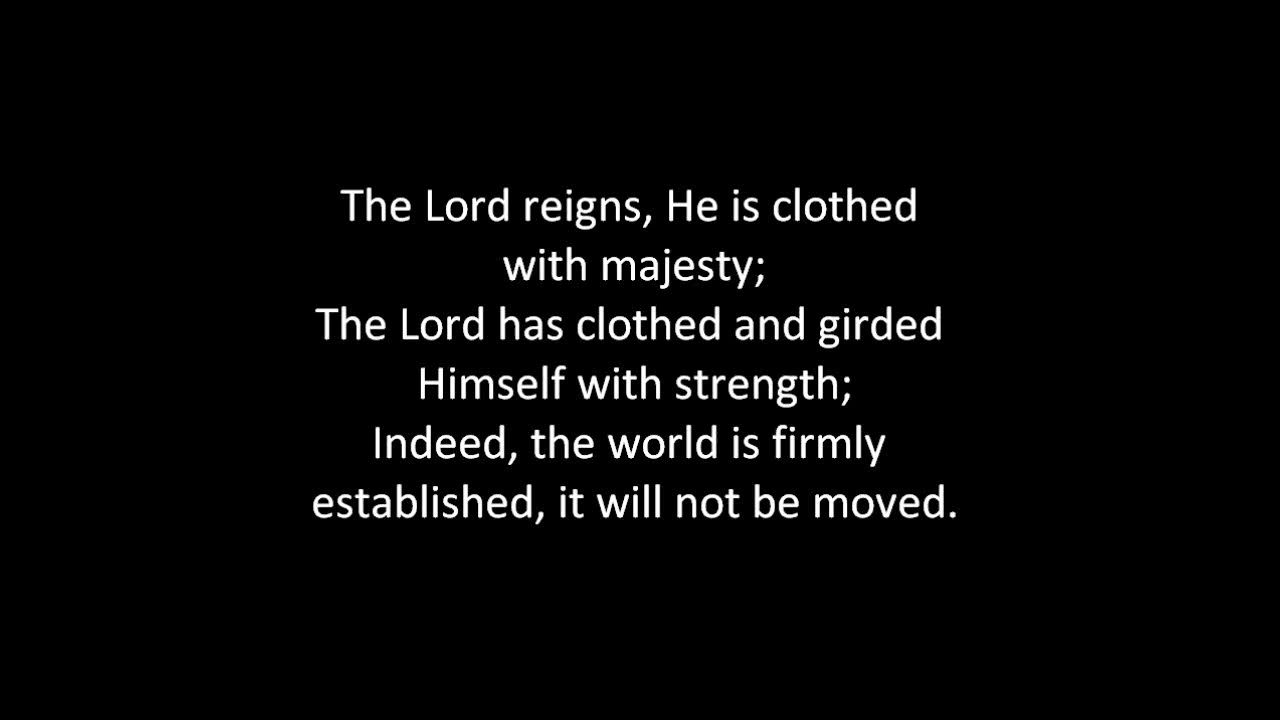 The Lord reigns, He is clothed
with majesty;
The Lord has clothed and girded
Himself with strength;
Indeed, the world is firmly
established, it will not be moved.